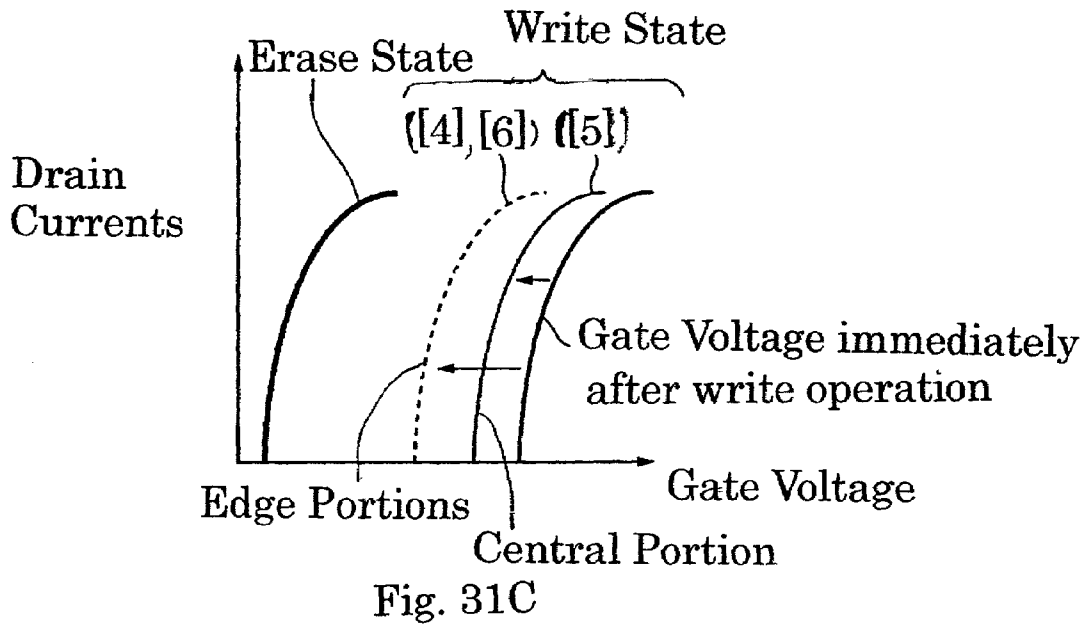 Write State
Erase State
([4],[6]) ([5])
Drain
Currents
Gate Voltage immediately
after write operation
Gate Voltage
Edge Portions
Central Portion
Fig. 31C